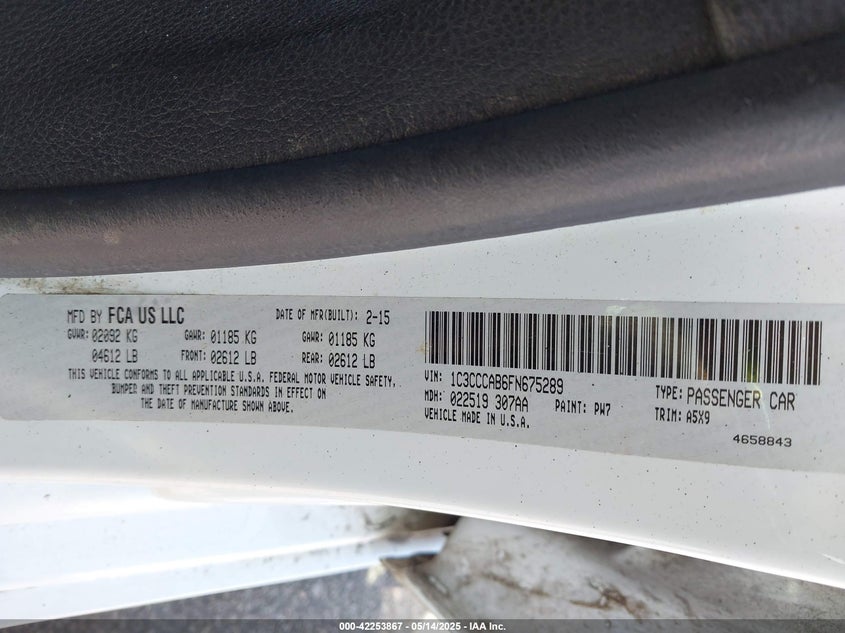 MFD BY FCA US LLC
DATE OF MFR(BUILT): 2-15
GVWR: 02092 KG GAWR: 01185 KG GAWR: 01185 KG
04612 LB FRONT: 02612 LB REAR: 02612 LB
THIS VEHICLE CONFORMS TO ALL APPLICABLE U.S.A. FEDERAL MOTOR VEHICLE SAFETY,
BUMPER AND THEFT PREVENTION STANDARDS IN EFFECT ON
THE DATE OF MANUFACTURE SHOWN ABOVE.
VIN: 1C3CCCAB6FN675289 TYPE: PASSENGER CAR
MDH: 022519 307AA PAINT: PW7 TRIM: A5X9
VEHICLE MADE IN U.S.A.
4658843
000-42253867 - 05/14/2025 - IAA Inc.